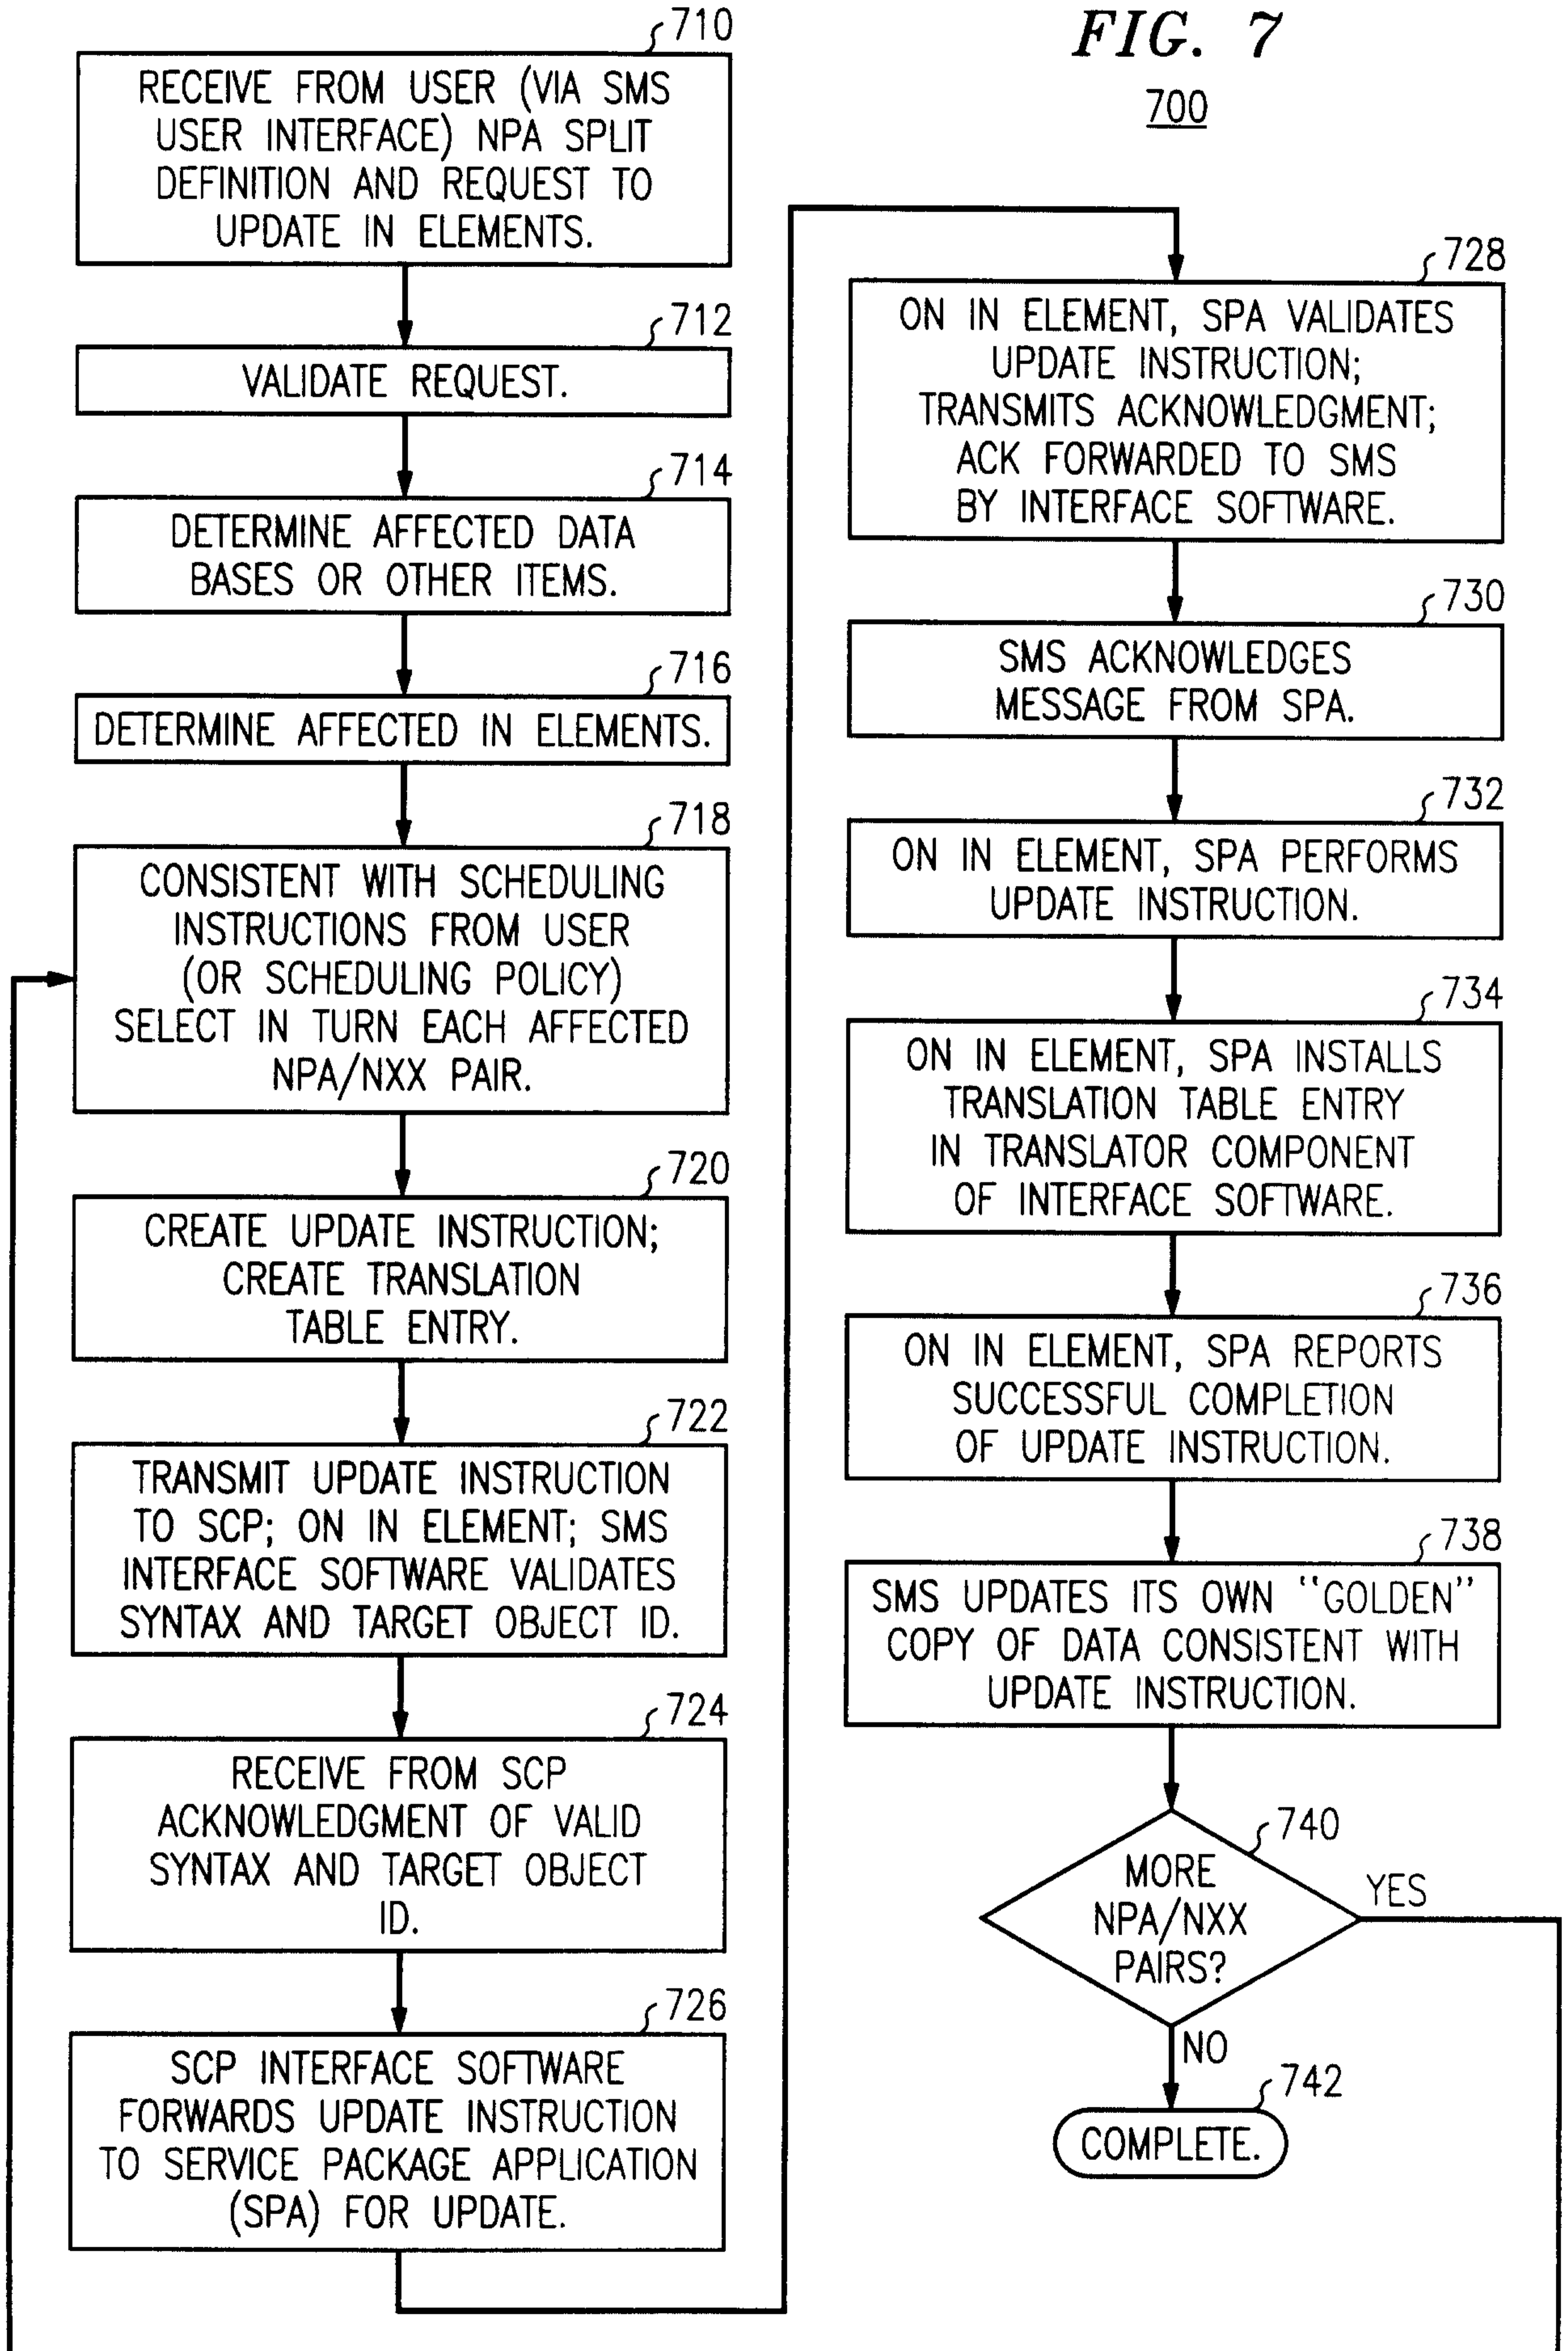 FIG. 7
700
710
RECEIVE FROM USER (VIA SMS
USER INTERFACE) NPA SPLIT
DEFINITION AND REQUEST TO
UPDATE IN ELEMENTS.
712
VALIDATE REQUEST.
714
DETERMINE AFFECTED DATA
BASES OR OTHER ITEMS.
716
DETERMINE AFFECTED IN ELEMENTS.
718
CONSISTENT WITH SCHEDULING
INSTRUCTIONS FROM USER
(OR SCHEDULING POLICY)
SELECT IN TURN EACH AFFECTED
NPA/NXX PAIR.
720
CREATE UPDATE INSTRUCTION;
CREATE TRANSLATION
TABLE ENTRY.
722
TRANSMIT UPDATE INSTRUCTION
TO SCP; ON IN ELEMENT; SMS
INTERFACE SOFTWARE VALIDATES
SYNTAX AND TARGET OBJECT ID.
724
RECEIVE FROM SCP
ACKNOWLEDGMENT OF VALID
SYNTAX AND TARGET OBJECT
ID.
726
SCP INTERFACE SOFTWARE
FORWARDS UPDATE INSTRUCTION
TO SERVICE PACKAGE APPLICATION
(SPA) FOR UPDATE.
728
ON IN ELEMENT, SPA VALIDATES
UPDATE INSTRUCTION;
TRANSMITS ACKNOWLEDGMENT;
ACK FORWARDED TO SMS
BY INTERFACE SOFTWARE.
730
SMS ACKNOWLEDGES
MESSAGE FROM SPA.
732
ON IN ELEMENT, SPA PERFORMS
UPDATE INSTRUCTION.
734
ON IN ELEMENT, SPA INSTALLS
TRANSLATION TABLE ENTRY
IN TRANSLATOR COMPONENT
OF INTERFACE SOFTWARE.
736
ON IN ELEMENT, SPA REPORTS
SUCCESSFUL COMPLETION
OF UPDATE INSTRUCTION.
738
SMS UPDATES ITS OWN "GOLDEN"
COPY OF DATA CONSISTENT WITH
UPDATE INSTRUCTION.
740
MORE
NPA/NXX
PAIRS?
YES
NO
742
COMPLETE.